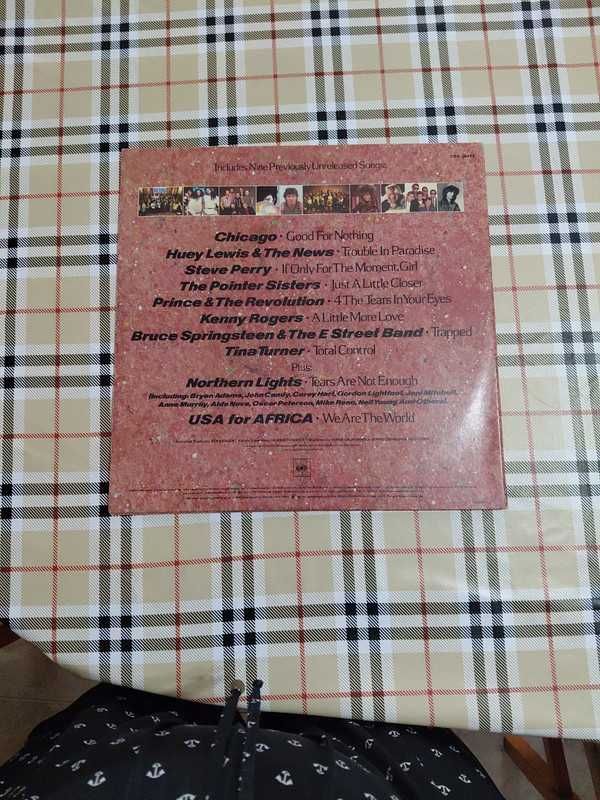 Includes Nine Previously Unreleased Songs:
Chicago • Good For Nothing
Huey Lewis & The News • Trouble In Paradise
Steve Perry • If Only For The Moment, Girl
The Pointer Sisters • Just A Little Closer
Prince & The Revolution • 4 The Tears In Your Eyes
Kenny Rogers • A Little More Love
Bruce Springsteen & The E Street Band • Trapped
Tina Turner • Total Control
Plus:
Northern Lights • Tears Are Not Enough
(Including: Bryan Adams, John Candy, Corey Hart, Gordon Lightfoot, Joni Mitchell,
Anne Murray, Aldo Nova, Oscar Peterson, Mike Reno, Neil Young And Others).
USA for AFRICA • We Are The World
CBS